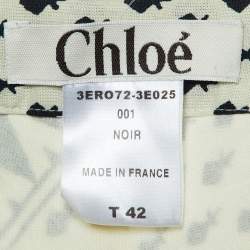 Chloé
3ERO72-3E025
001
NOIR
MADE IN FRANCE
T 42